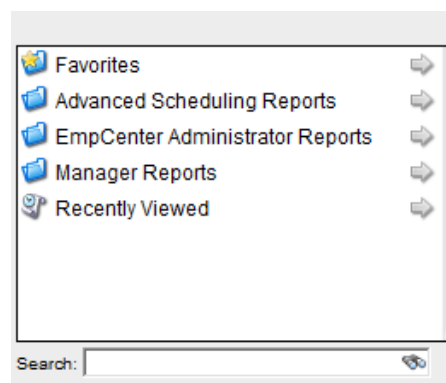 Favorites
Advanced Scheduling Reports
EmpCenter Administrator Reports
Manager Reports
Recently Viewed
Search: